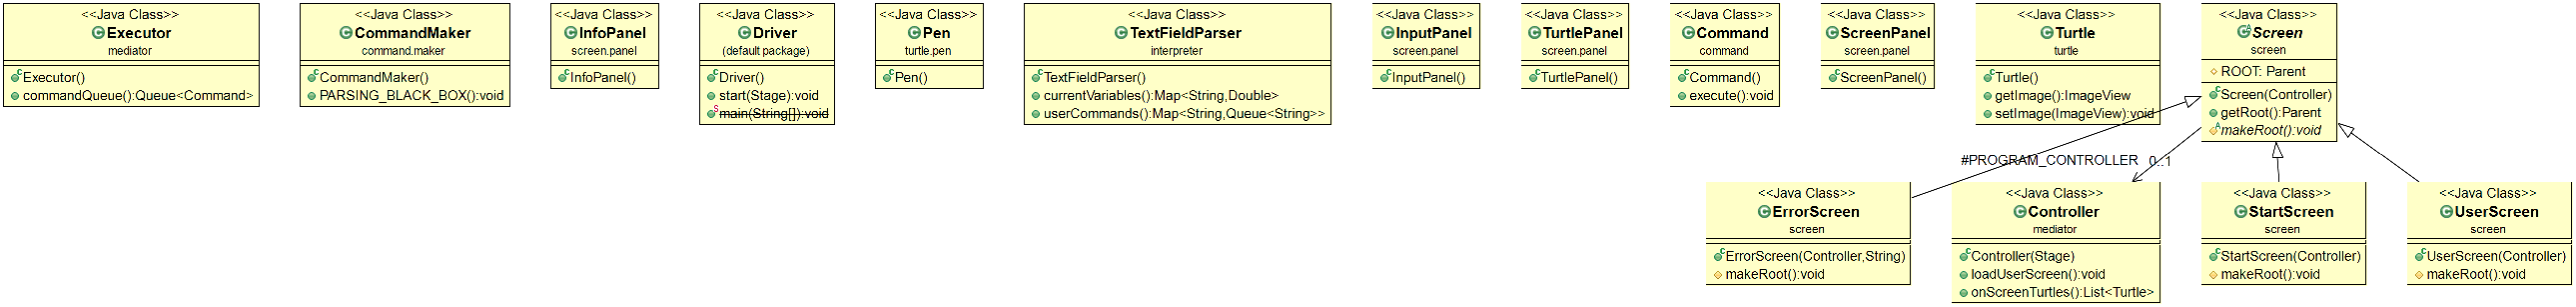 <<Java Class>>
Executor
mediator
Executor()
commandQueue():Queue<Command>
<<Java Class>>
CommandMaker
command.maker
CommandMaker()
PARSING_BLACK_BOX():void
<<Java Class>>
InfoPanel
screen.panel
InfoPanel()
<<Java Class>>
Driver
(default package)
Driver()
start(Stage):void
main(String[]):void
<<Java Class>>
Pen
turtle.pen
Pen()
<<Java Class>>
TextFieldParser
interpreter
TextFieldParser()
currentVariables():Map<String,Double>
userCommands():Map<String,Queue<String>>
<<Java Class>>
InputPanel
screen.panel
InputPanel()
<<Java Class>>
TurtlePanel
screen.panel
TurtlePanel()
<<Java Class>>
Command
command
Command()
execute():void
<<Java Class>>
ScreenPanel
screen.panel
ScreenPanel()
<<Java Class>>
Turtle
turtle
Turtle()
getImage():ImageView
setImage(ImageView):void
<<Java Class>>
Screen
screen
ROOT: Parent
Screen(Controller)
getRoot():Parent
makeRoot():void
#PROGRAM_CONTROLLER 0..1
<<Java Class>>
ErrorScreen
screen
ErrorScreen(Controller,String)
makeRoot():void
<<Java Class>>
Controller
mediator
Controller(Stage)
loadUserScreen():void
onScreenTurtles():List<Turtle>
<<Java Class>>
StartScreen
screen
StartScreen(Controller)
makeRoot():void
<<Java Class>>
UserScreen
screen
UserScreen(Controller)
makeRoot():void